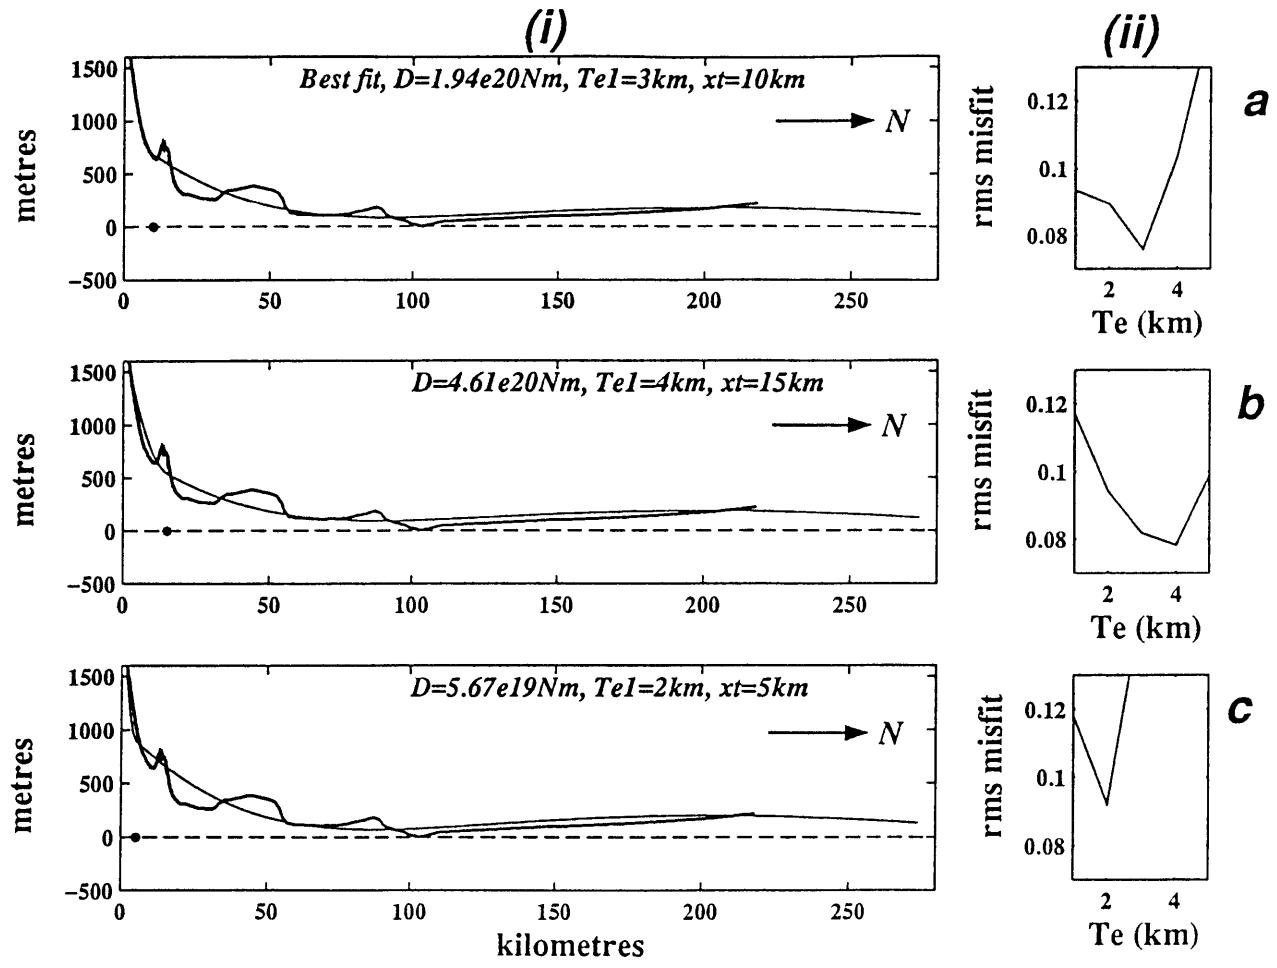 (i)
(ii)
Best fit, D=1.94e20Nm, Te1=3km, xt=10km
N
metres
1500
1000
500
0
−500
0 50 100 150 200 250
rms misfit
0.12
0.1
0.08
2 4
Te (km)
a
D=4.61e20Nm, Te1=4km, xt=15km
N
metres
1500
1000
500
0
−500
0 50 100 150 200 250
rms misfit
0.12
0.1
0.08
2 4
Te (km)
b
D=5.67e19Nm, Te1=2km, xt=5km
N
metres
1500
1000
500
0
−500
0 50 100 150 200 250
kilometres
rms misfit
0.12
0.1
0.08
2 4
Te (km)
c